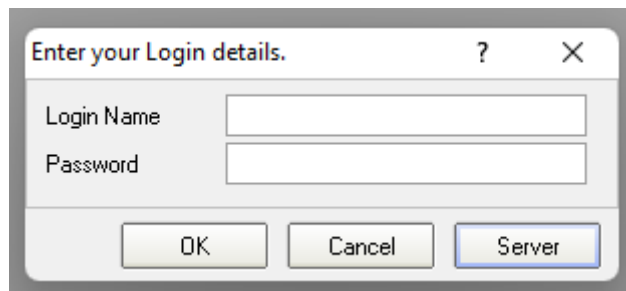 Enter your Login details. ?
Login Name
Password
OK Cancel Server